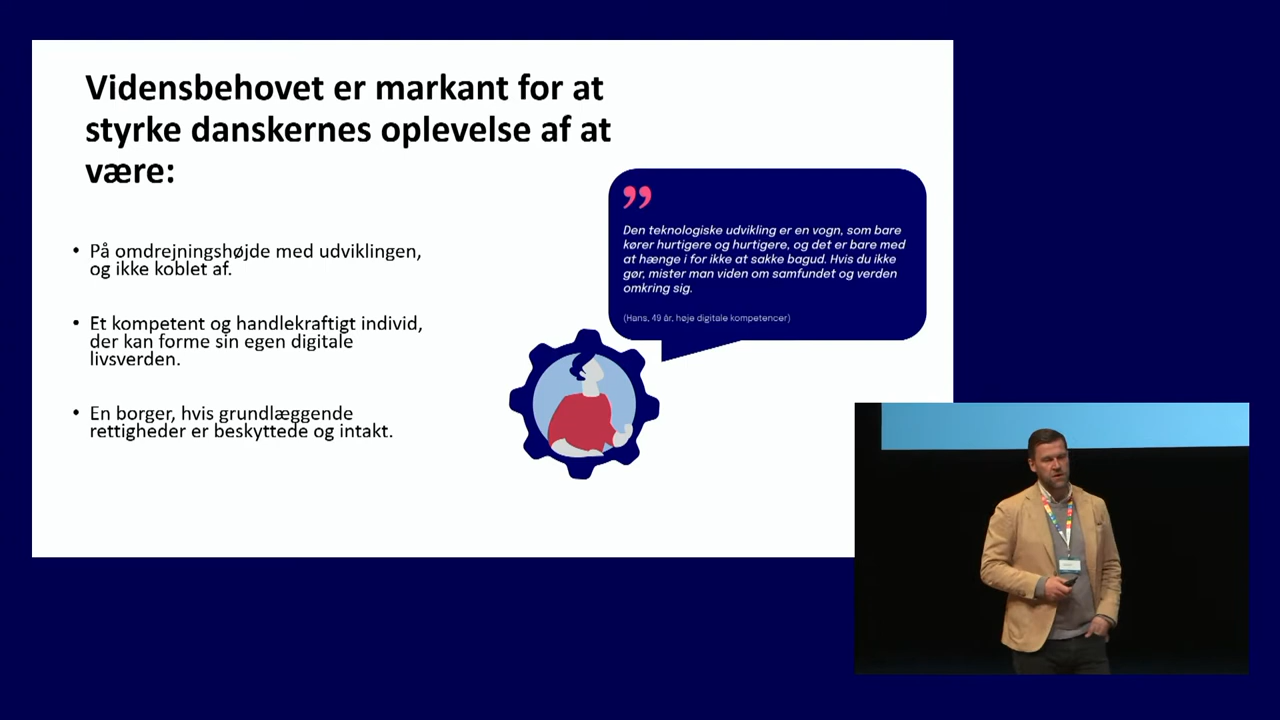 Vidensbehovet er markant for at
styrke danskernes oplevelse af at
være:
• På omdrejningshøjde med udviklingen,
og ikke koblet af.
• Et kompetent og handlekraftigt individ,
der kan forme sin egen digitale
livsverden.
• En borger, hvis grundlæggende
rettigheder er beskyttede og intakt.
”
Den teknologiske udvikling er en vogn, som bare
kører hurtigere og hurtigere, og det er bare med
at hænge i for ikke at sakke bagud. Hvis du ikke
gør, mister man viden om samfundet og verden
omkring sig.
(Hans, 49 år, høje digitale kompetencer)